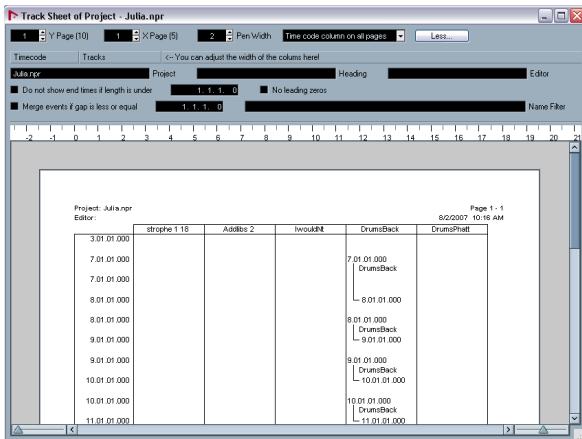 Track Sheet of Project - Julia.npr
1 Y Page (10) 1 X Page (5) 2 Pen Width Time code column on all pages Less...
Timecode Tracks <-- You can adjust the width of the colums here!
Julia.npr Project Heading Editor
Do not show end times if length is under 1. 1. 1. 0 No leading zeros
Merge events if gap is less or equal 1. 1. 1. 0 Name Filter
-2 -1 0 1 2 3 4 5 6 7 8 9 10 11 12 13 14 15 16 17 18 19 20 21
Project: Julia.npr Page 1 - 1
Editor: 8/2/2007 10:16 AM
strophe 1 18 Addlibs 2 IwouldNt DrumsBack DrumsPhatt
3.01.01.000
7.01.01.000 7.01.01.000
DrumsBack
7.01.01.000
8.01.01.000 8.01.01.000
8.01.01.000 8.01.01.000
DrumsBack
9.01.01.000 9.01.01.000
9.01.01.000 9.01.01.000
DrumsBack
10.01.01.000 10.01.01.000
10.01.01.000 10.01.01.000
DrumsBack
11.01.01.000 11.01.01.000